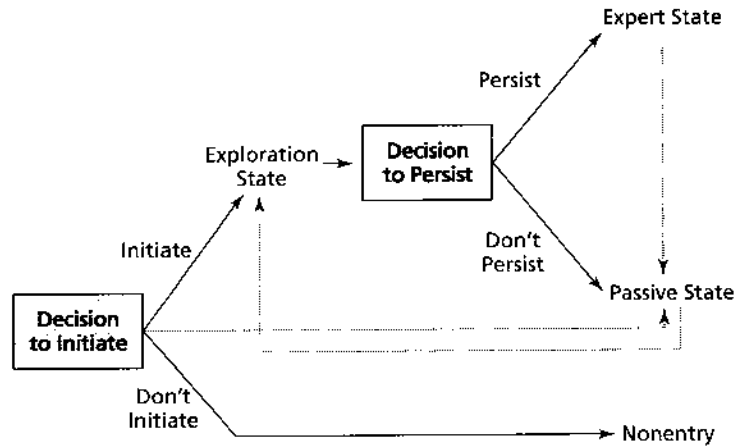 Expert State
Persist
Decision
to Persist
Exploration
State
Initiate
Don't
Persist
Passive State
Decision
to Initiate
Don't
Initiate
Nonentry